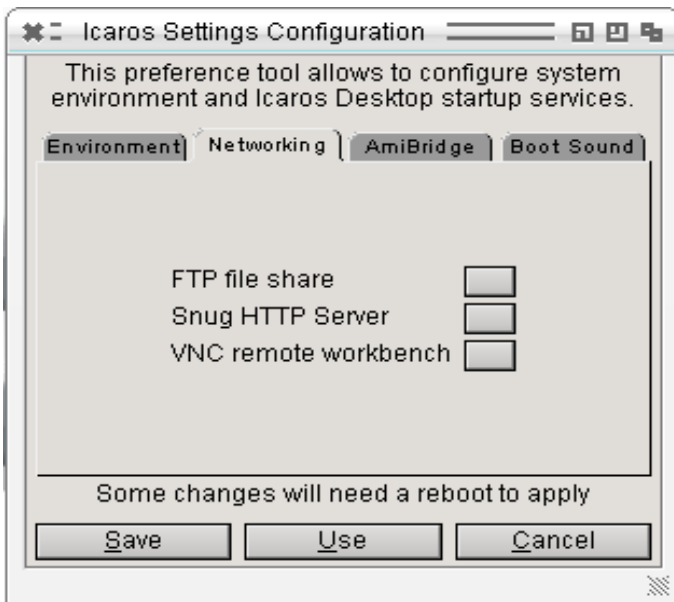 Icaros Settings Configuration
This preference tool allows to configure system
environment and Icaros Desktop startup services.
Environment Networking AmiBridge Boot Sound
FTP file share
Snug HTTP Server
VNC remote workbench
Some changes will need a reboot to apply
Save Use Cancel